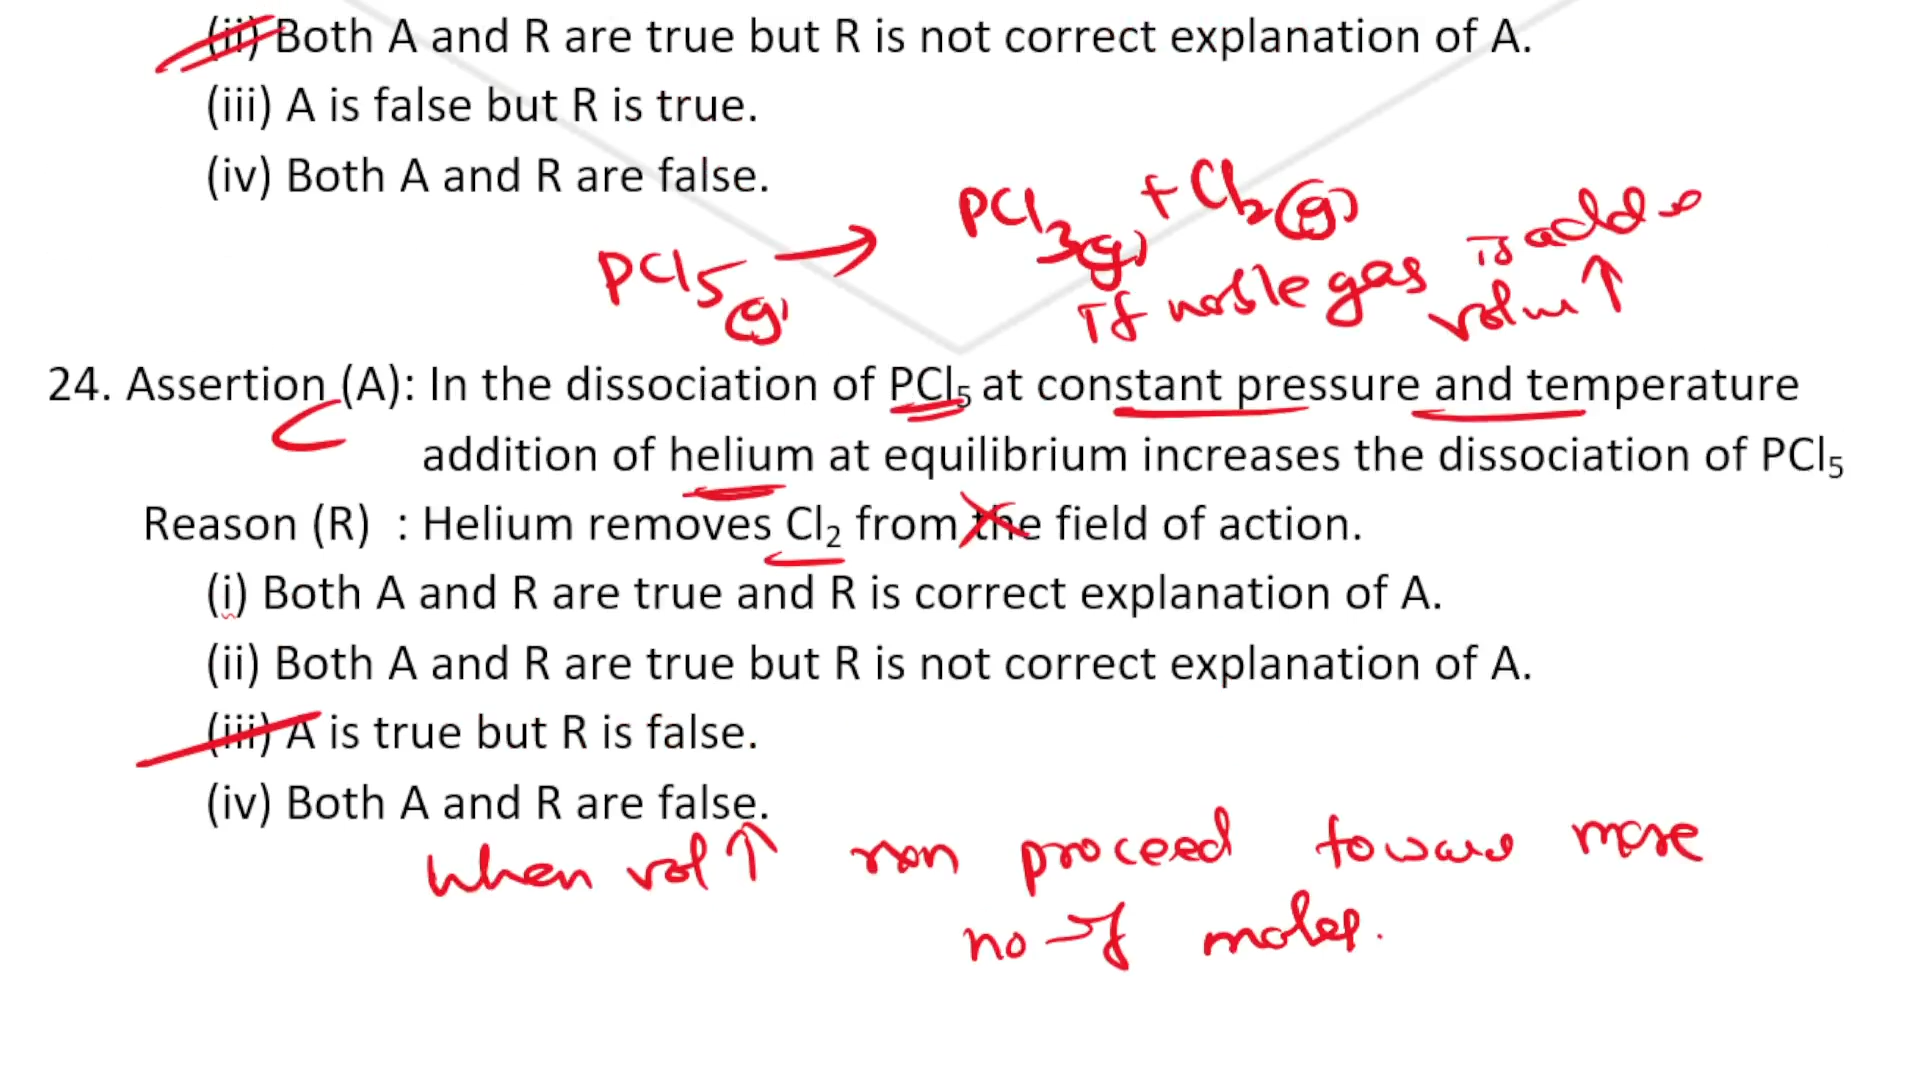 (ii) Both A and R are true but R is not correct explanation of A.
(iii) A is false but R is true.
(iv) Both A and R are false.
PCl5(g) → PCl3(g) + Cl2(g)
If noble gas is added volume ↑
24. Assertion (A): In the dissociation of PCl₅ at constant pressure and temperature
addition of helium at equilibrium increases the dissociation of PCl₅
Reason (R) : Helium removes Cl₂ from the field of action.
(i) Both A and R are true and R is correct explanation of A.
(ii) Both A and R are true but R is not correct explanation of A.
(iii) A is true but R is false.
(iv) Both A and R are false.
When vol ↑ rxn proceed toward more
no of moles.